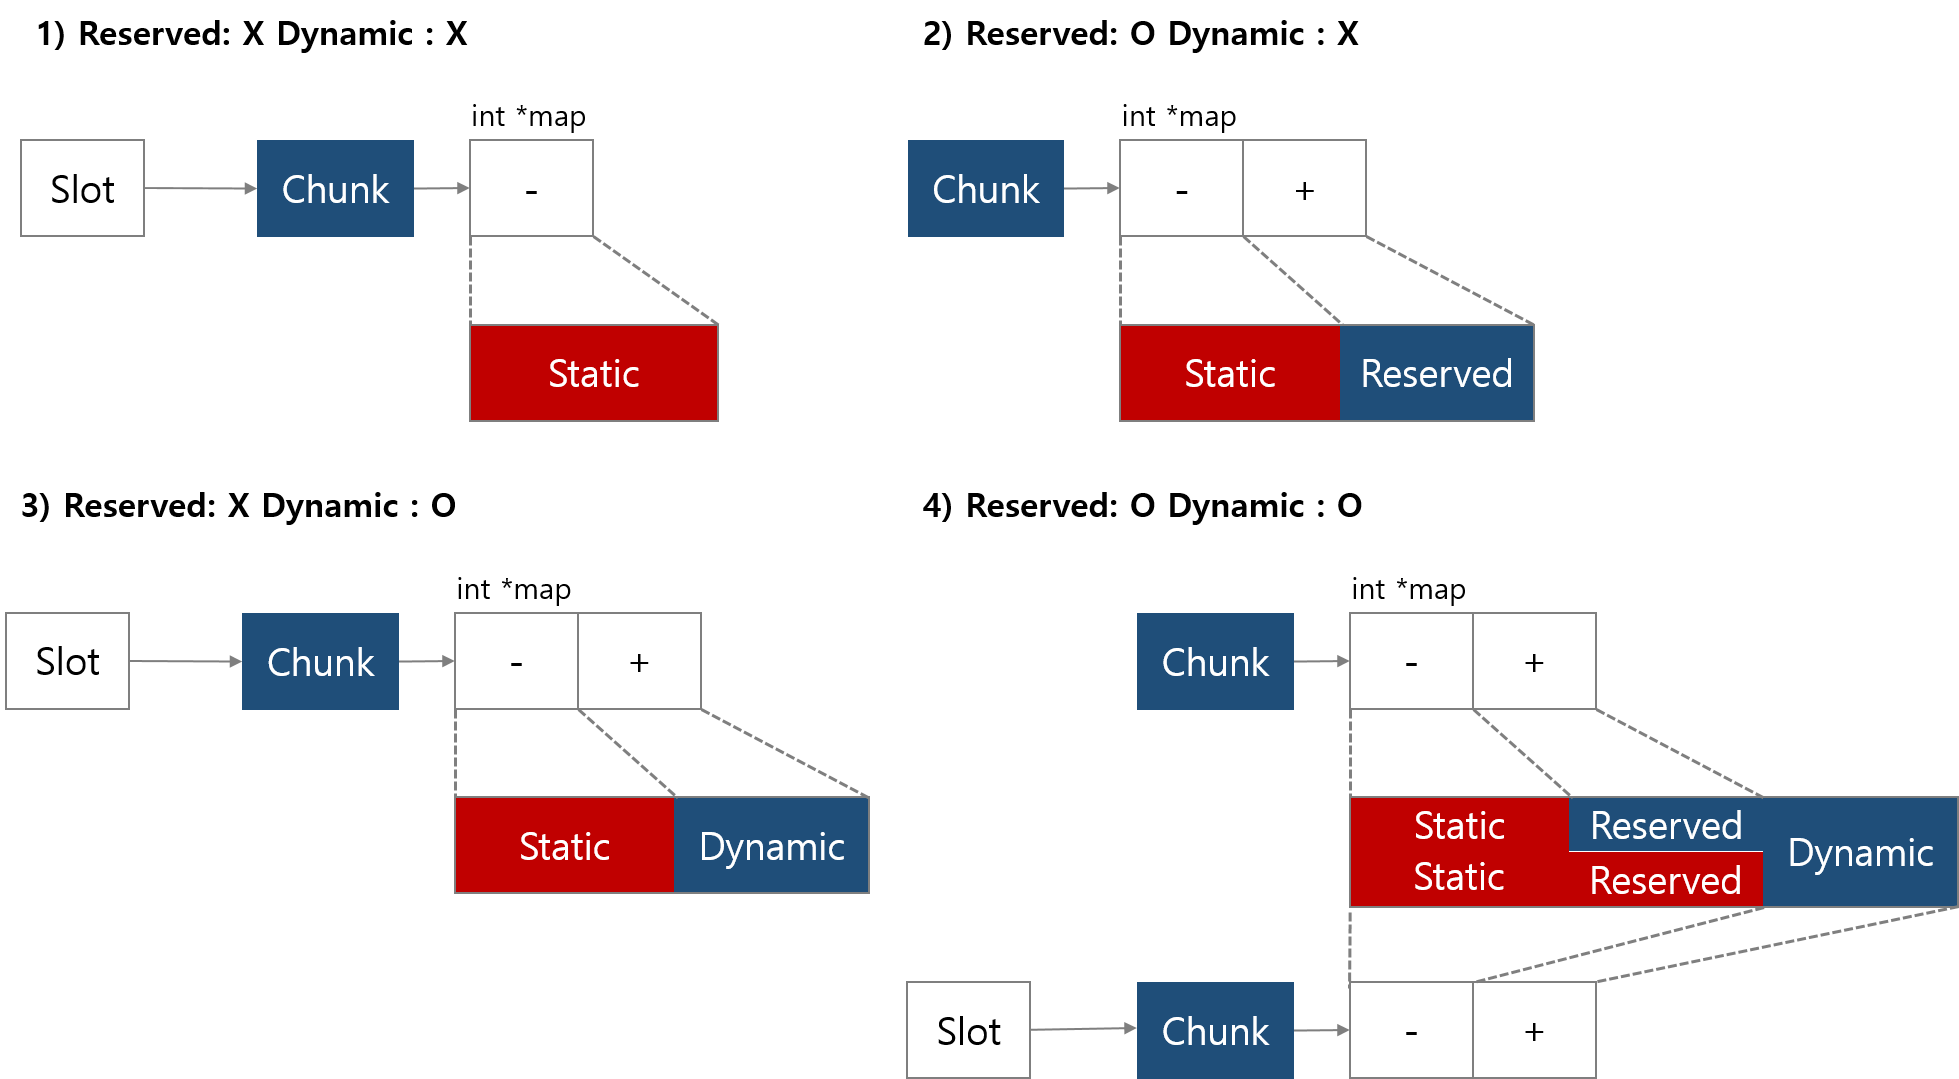 1) Reserved: X Dynamic : X
int *map
Slot
Chunk
-
Static
2) Reserved: O Dynamic : X
int *map
Chunk
-
+
Static
Reserved
3) Reserved: X Dynamic : O
int *map
Slot
Chunk
-
+
Static
Dynamic
4) Reserved: O Dynamic : O
int *map
Chunk
-
+
Static
Reserved
Static
Reserved
Dynamic
Slot
Chunk
-
+